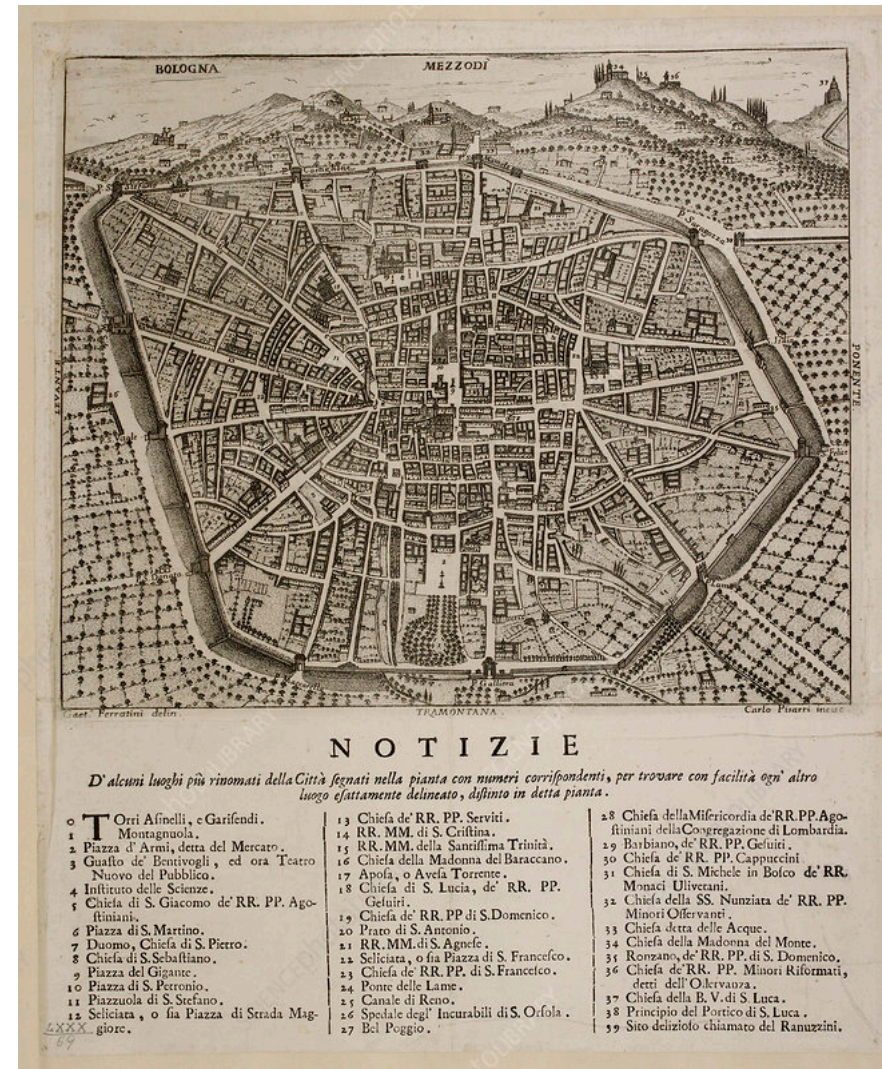 BOLOGNA
MEZZODI
37
34
36
P. Saragozza
LEVANTE
PONENTE
26
Gaet. Ferratini delin.
TRAMONTANA.
Carlo Pisarri incise
NOTIZIE
D'alcuni luoghi più rinomati della Città ſegnati nella pianta con numeri corriſpondenti, per trovare con facilità ogn' altro
luogo eſattamente delineato, diſtinto in detta pianta.
0 TOrri Aſinelli, e Gariſendi.
1 Montagnuola.
2 Piazza d' Armi, detta del Mercato.
3 Guaſto de' Bentivogli, ed ora Teatro
Nuovo del Pubblico.
4 Inſtituto delle Scienze.
5 Chieſa di S. Giacomo de' RR. PP. Ago-
ſtiniani.
6 Piazza di S. Martino.
7 Duomo, Chieſa di S. Pietro.
8 Chieſa di S. Sebaſtiano.
9 Piazza del Gigante.
10 Piazza di S. Petronio.
11 Piazzuola di S. Stefano.
12 Seliciata, o ſia Piazza di Strada Mag-
giore.
LXXX
69
13 Chieſa de' RR. PP. Serviti.
14 RR. MM. di S. Criſtina.
15 RR. MM. della Santiſſima Trinità.
16 Chieſa della Madonna del Baraccano.
17 Apoſa, o Aveſa Torrente.
18 Chieſa di S. Lucia, de' RR. PP.
Geſuiti.
19 Chieſa de' RR. PP di S. Domenico.
20 Prato di S. Antonio.
21 RR. MM. di S. Agneſe.
22 Seliciata, o ſia Piazza di S. Franceſco.
23 Chieſa de' RR. PP. di S. Franceſco.
24 Ponte delle Lame.
25 Canale di Reno.
26 Spedale degl' Incurabili di S. Orſola.
27 Bel Poggio.
28 Chieſa della Miſericordia de' RR. PP. Ago-
ſtiniani della Congregazione di Lombardia.
29 Barbiano, de' RR. PP. Geſuiti.
30 Chieſa de' RR. PP. Cappuccini
31 Chieſa di S. Michele in Boſco de' RR.
Monaci Ulivetani.
32 Chieſa della SS. Nunziata de' RR. PP.
Minori Oſſervanti.
33 Chieſa detta delle Acque.
34 Chieſa della Madonna del Monte.
35 Ronzano, de' RR. PP. di S. Domenico.
36 Chieſa de' RR. PP. Minori Riformati,
detti dell' Oſſervanza.
37 Chieſa della B. V. di S. Luca.
38 Principio del Portico di S. Luca.
39 Sito delizioſo chiamato del Ranuzzini.